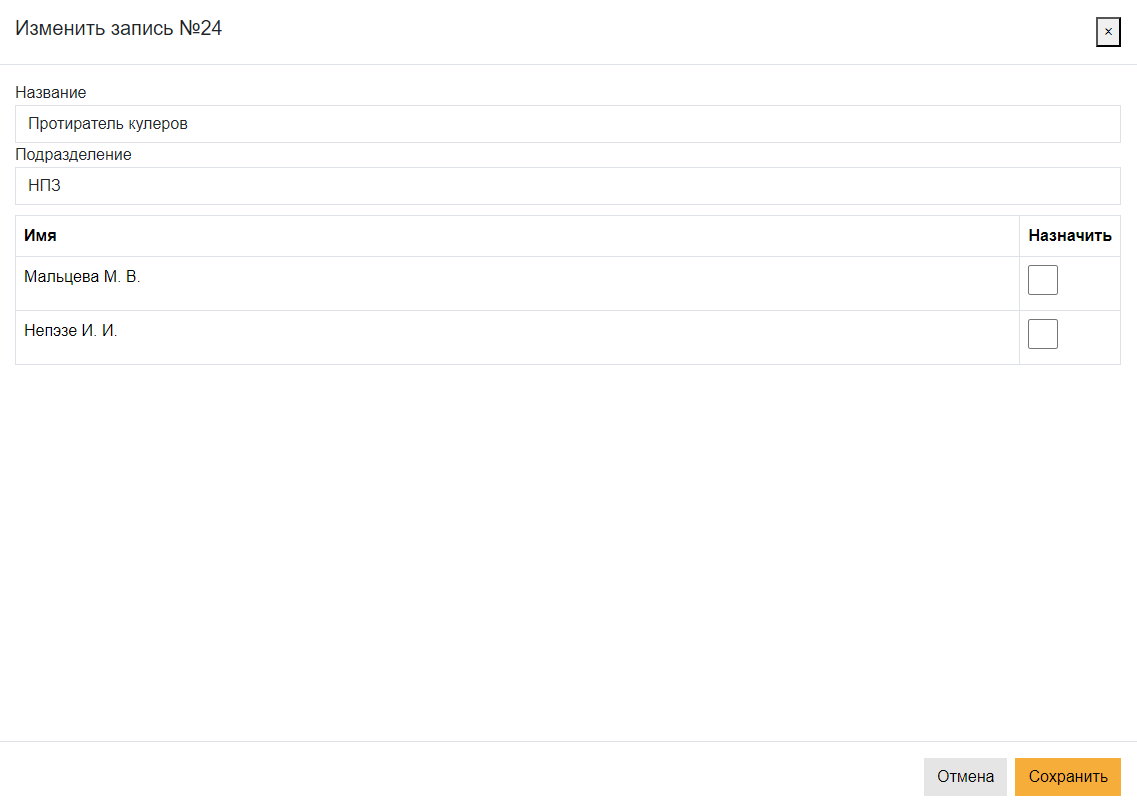 Изменить запись №24
×
Название
Протиратель кулеров
Подразделение
НПЗ
Имя Назначить
Мальцева М. В.
Непэзе И. И.
Отмена Сохранить